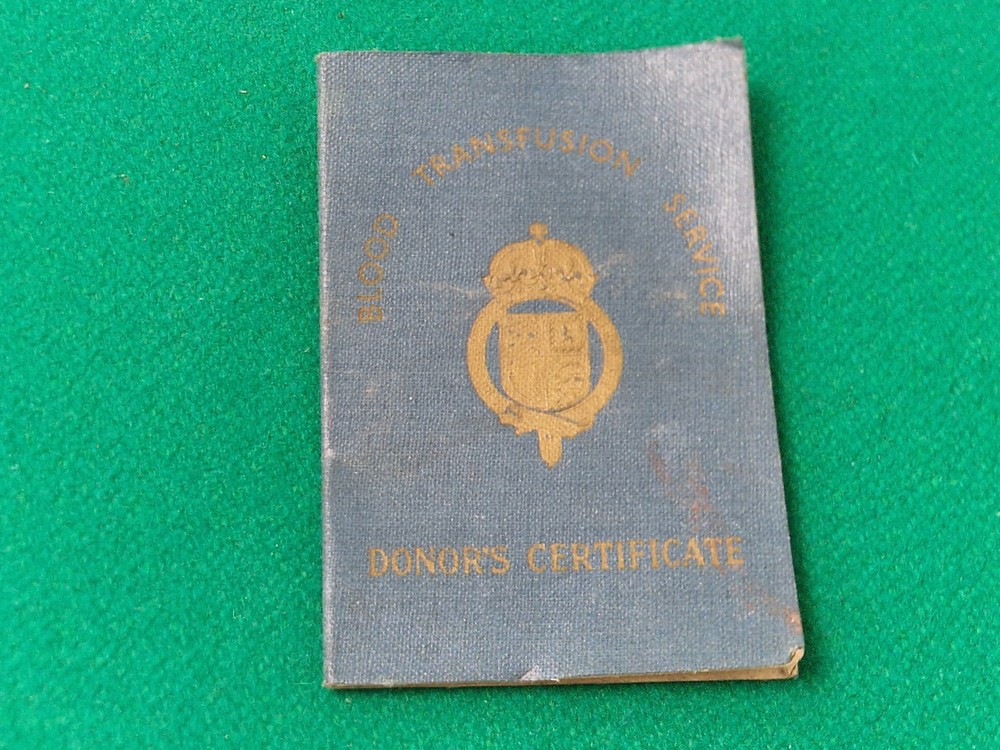 BLOOD TRANSFUSION SERVICE
DONOR'S CERTIFICATE